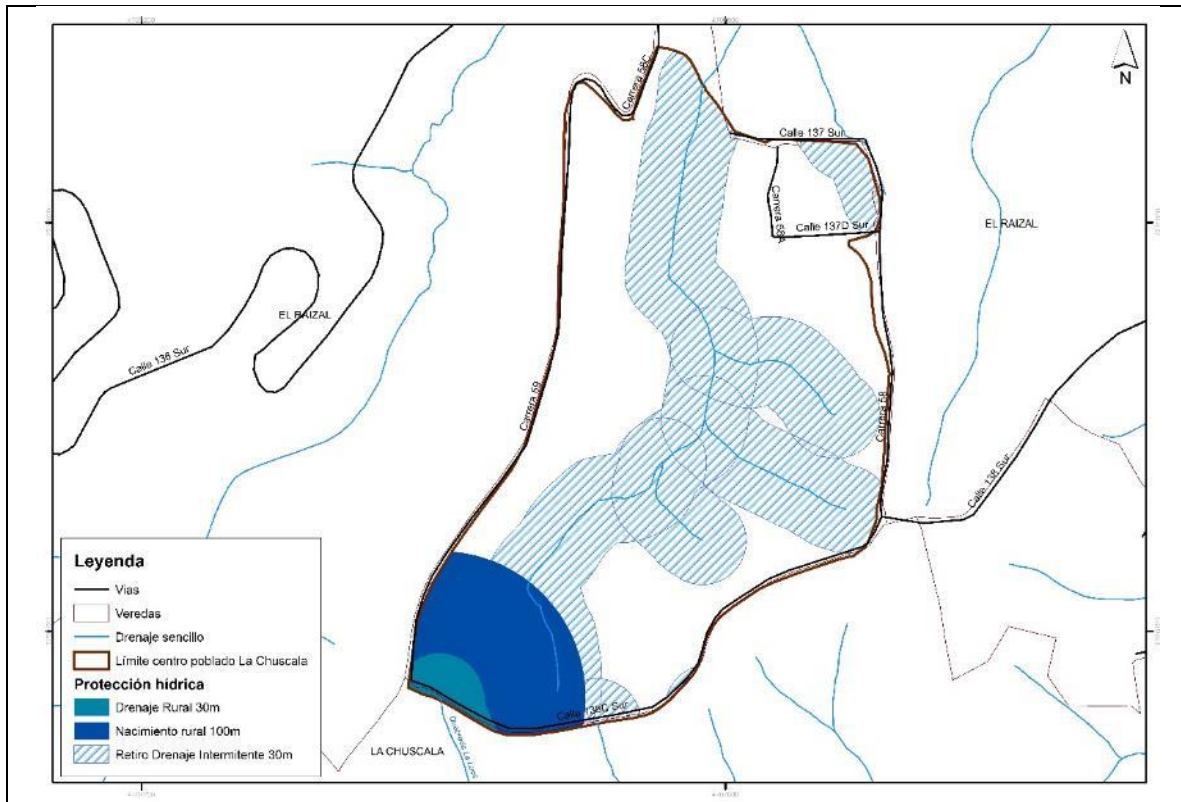 N
Carrera 58C
Calle 137 Sur
Carrera 58A
Calle 137D Sur
EL RAIZAL
EL RAIZAL
Calle 136 Sur
Carrera 59
Carrera 58
Calle 138 Sur
Calle 138C Sur
LA CHUSCALA
Leyenda
Vias
Veredas
Drenaje sencillo
Límite centro poblado La Chuscala
Protección hídrica
Drenaje Rural 30m
Nacimiento rural 100m
Retiro Drenaje Intermitente 30m